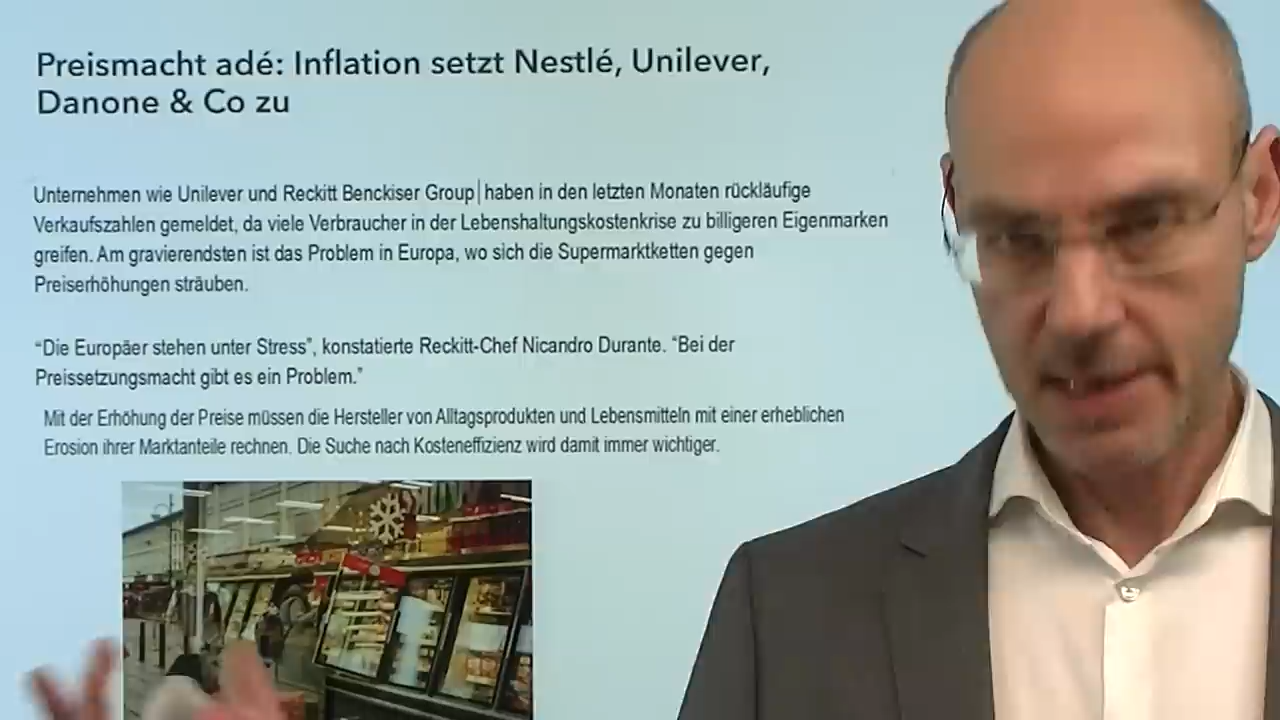 Preismacht adé: Inflation setzt Nestlé, Unilever,
Danone & Co zu
Unternehmen wie Unilever und Reckitt Benckiser Group haben in den letzten Monaten rückläufige
Verkaufszahlen gemeldet, da viele Verbraucher in der Lebenshaltungskostenkrise zu billigeren Eigenmarken
greifen. Am gravierendsten ist das Problem in Europa, wo sich die Supermarktketten gegen
Preiserhöhungen sträuben.
“Die Europäer stehen unter Stress”, konstatierte Reckitt-Chef Nicandro Durante. “Bei der
Preissetzungsmacht gibt es ein Problem.”
Mit der Erhöhung der Preise müssen die Hersteller von Alltagsprodukten und Lebensmitteln mit einer erheblichen
Erosion ihrer Marktanteile rechnen. Die Suche nach Kosteneffizienz wird damit immer wichtiger.